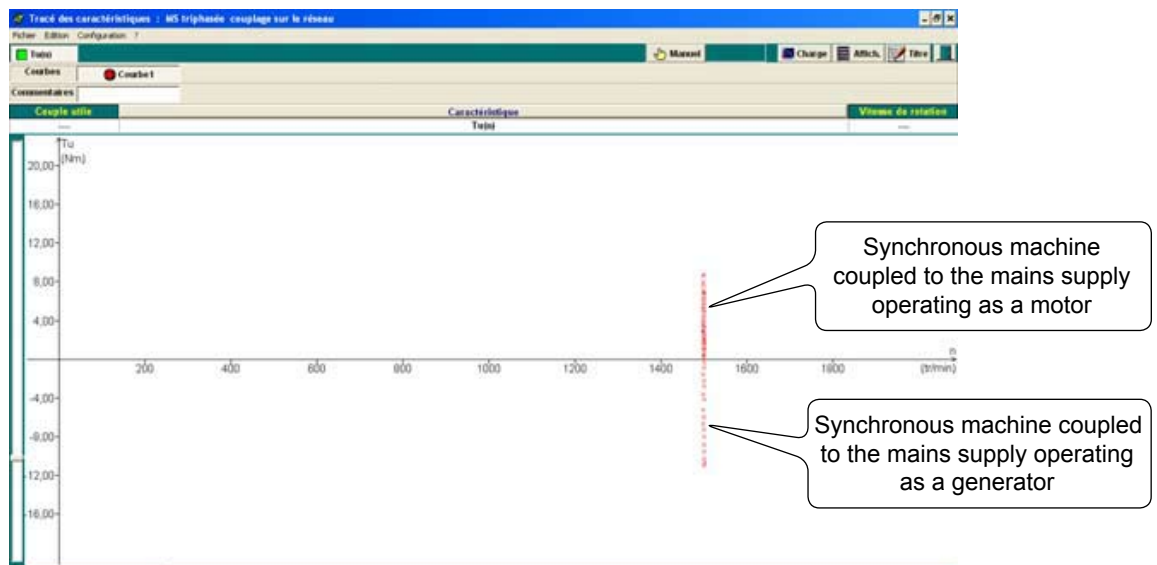 Tracé des caractéristiques : MS triphasée couplage sur le réseau
Fichier Edition Configuration ?
Tu(n) Manuel Charge Affich. Titre
Courbes Courbe1
Commentaires
Couple utile Caractéristique Vitesse de rotation
---- Tu(n) ----
Tu
(Nm)
20,00
16,00
12,00
8,00
4,00
200 400 600 800 1000 1200 1400 1600 1800 n (tr/min)
-4,00
-8,00
-12,00
-16,00
Synchronous machine
coupled to the mains supply
operating as a motor
Synchronous machine coupled
to the mains supply operating
as a generator